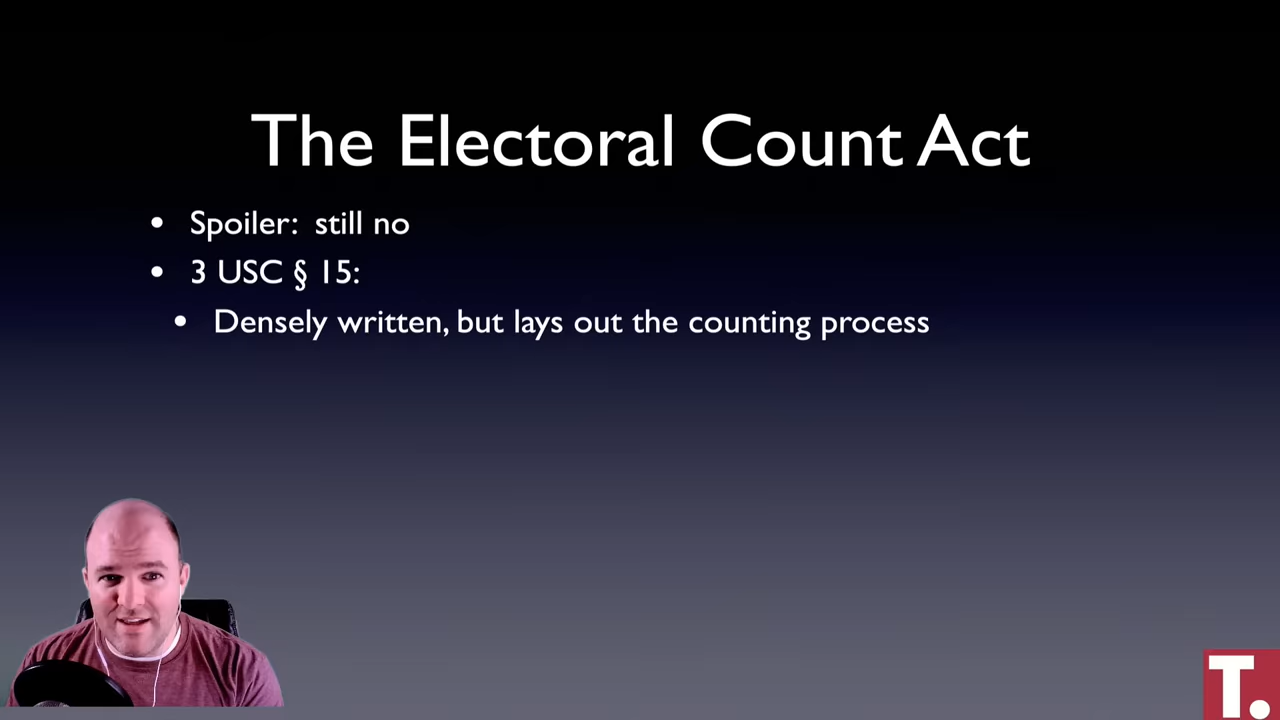 The Electoral Count Act
• Spoiler: still no
• 3 USC § 15:
• Densely written, but lays out the counting process
T.